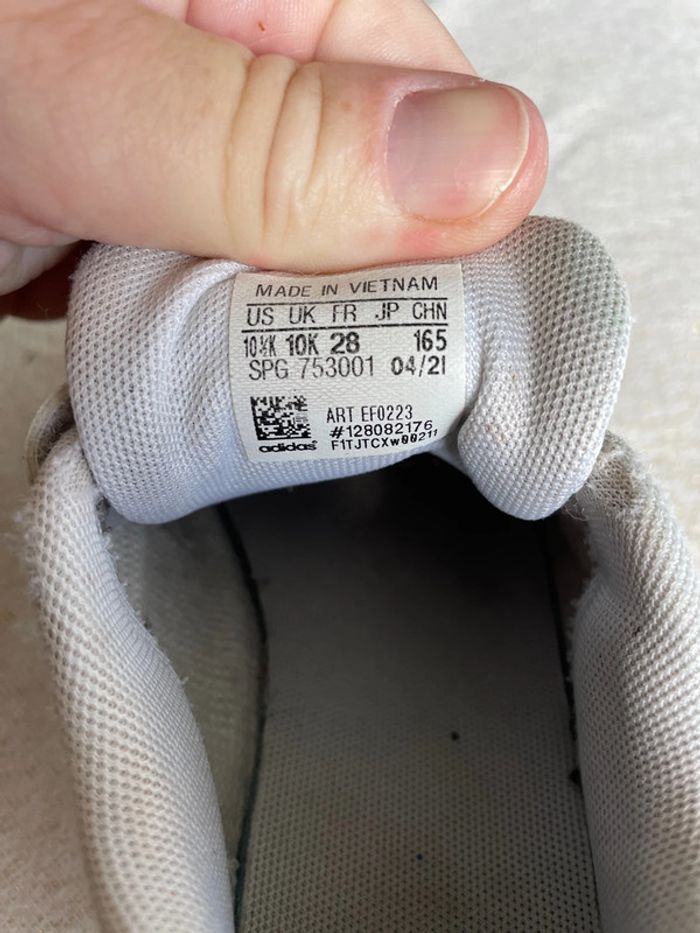 MADE IN VIETNAM
US UK FR JP CHN
10½K 10K 28 165
SPG 753001 04/21
ART EF0223
#128082176
adidas F1TJTCXw00211